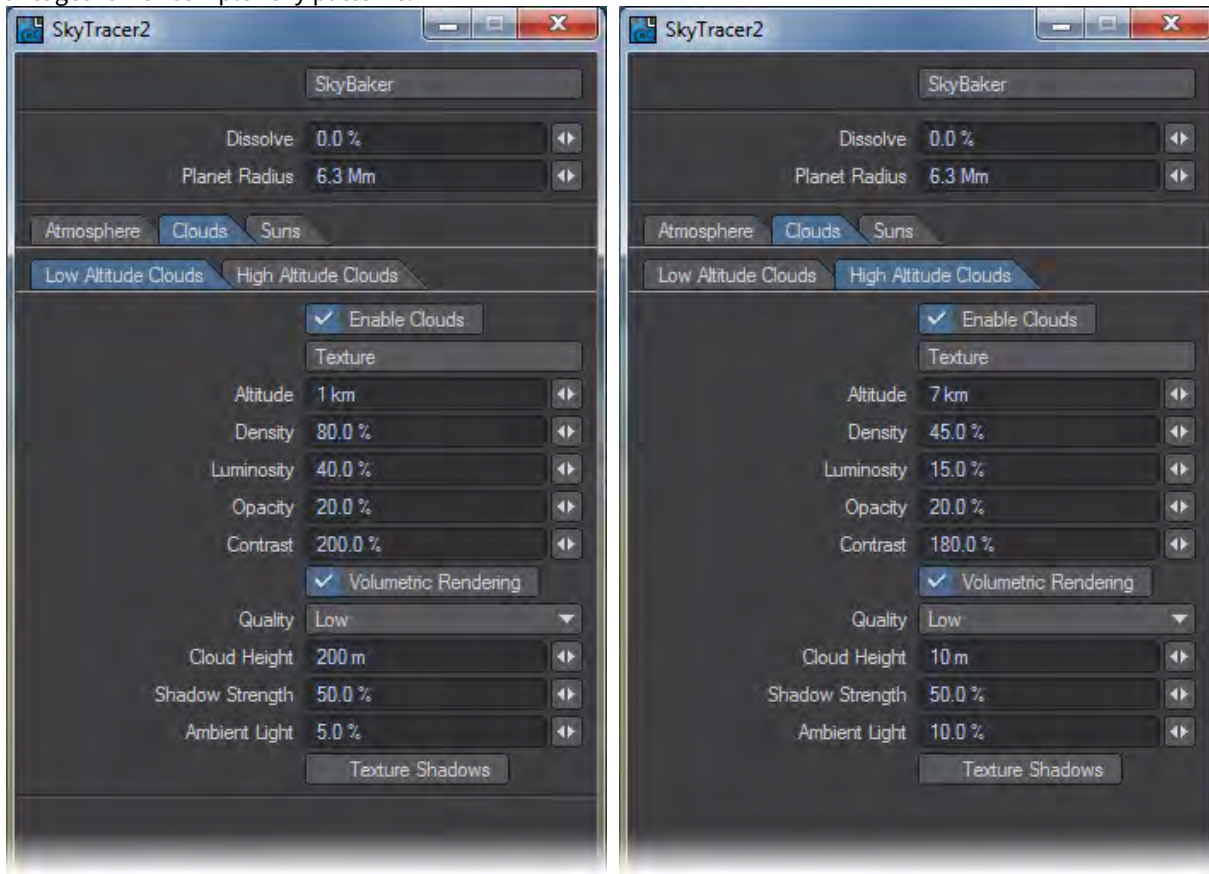 SkyTracer2
SkyBaker
Dissolve 0.0 %
Planet Radius 6.3 Mm
Atmosphere Clouds Suns
Low Altitude Clouds High Altitude Clouds
Enable Clouds
Texture
Altitude 1 km
Density 80.0 %
Luminosity 40.0 %
Opacity 20.0 %
Contrast 200.0 %
Volumetric Rendering
Quality Low
Cloud Height 200 m
Shadow Strength 50.0 %
Ambient Light 5.0 %
Texture Shadows
SkyTracer2
SkyBaker
Dissolve 0.0 %
Planet Radius 6.3 Mm
Atmosphere Clouds Suns
Low Altitude Clouds High Altitude Clouds
Enable Clouds
Texture
Altitude 7 km
Density 45.0 %
Luminosity 15.0 %
Opacity 20.0 %
Contrast 180.0 %
Volumetric Rendering
Quality Low
Cloud Height 10 m
Shadow Strength 50.0 %
Ambient Light 10.0 %
Texture Shadows